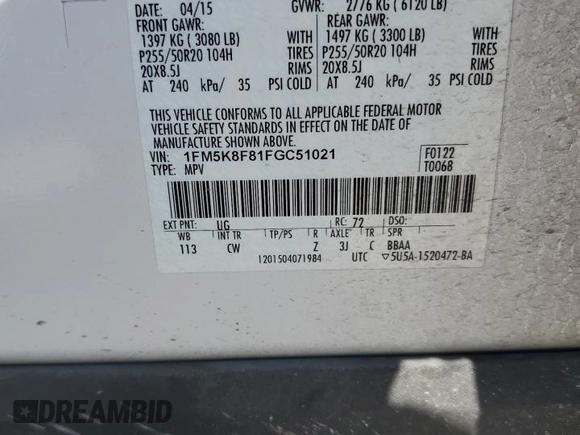 DATE: 04/15 GVWR: 2776 KG ( 6120 LB)
FRONT GAWR: REAR GAWR:
1397 KG ( 3080 LB) WITH 1497 KG ( 3300 LB) WITH
P255/50R20 104H TIRES P255/50R20 104H TIRES
20X8.5J RIMS 20X8.5J RIMS
AT 240 kPa/ 35 PSI COLD AT 240 kPa/ 35 PSI COLD
THIS VEHICLE CONFORMS TO ALL APPLICABLE FEDERAL MOTOR
VEHICLE SAFETY STANDARDS IN EFFECT ON THE DATE OF
MANUFACTURE SHOWN ABOVE.
VIN: 1FM5K8F81FGC51021 F0122
TYPE: MPV T0068
EXT PNT: UG RC: 72 DSO:
WB INT TR TP/PS R AXLE TR SPR
113 CW Z 3J C BBAA
1201504071984 UTC ▽5U5A-1520472-BA
DREAMBID